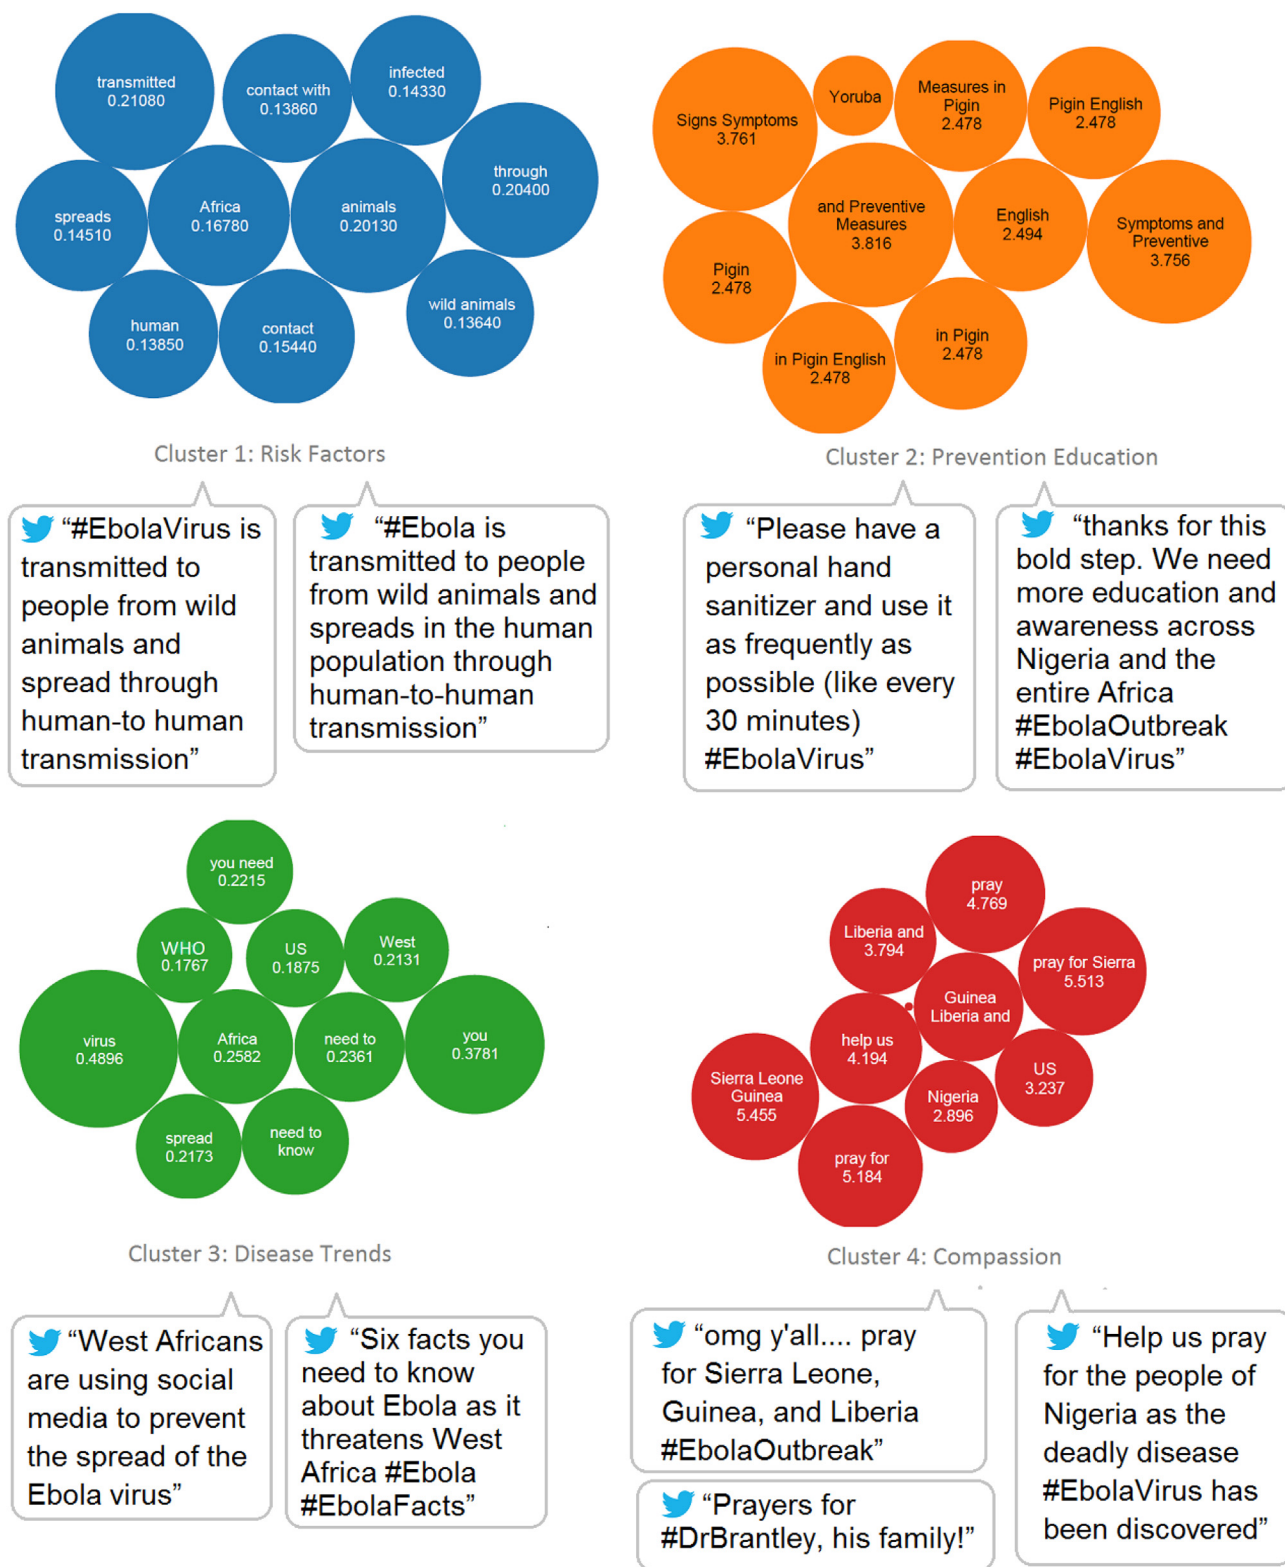 transmitted
0.21080
contact with
0.13860
infected
0.14330
through
0.20400
spreads
0.14510
Africa
0.16780
animals
0.20130
human
0.13850
contact
0.15440
wild animals
0.13640
Cluster 1: Risk Factors
Signs Symptoms
3.761
Yoruba
Measures in
Pigin
2.478
Pigin English
2.478
and Preventive
Measures
3.816
English
2.494
Symptoms and
Preventive
3.756
Pigin
2.478
in Pigin English
2.478
in Pigin
2.478
Cluster 2: Prevention Education
“#EbolaVirus is
transmitted to
people from wild
animals and
spread through
human-to human
transmission”
“#Ebola is
transmitted to people
from wild animals and
spreads in the human
population through
human-to-human
transmission”
“Please have a
personal hand
sanitizer and use it
as frequently as
possible (like every
30 minutes)
#EbolaVirus”
“thanks for this
bold step. We need
more education and
awareness across
Nigeria and the
entire Africa
#EbolaOutbreak
#EbolaVirus”
you need
0.2215
WHO
0.1767
US
0.1875
West
0.2131
virus
0.4896
Africa
0.2582
need to
0.2361
you
0.3781
spread
0.2173
need to
know
Cluster 3: Disease Trends
pray
4.769
Liberia and
3.794
pray for Sierra
5.513
Guinea
Liberia and
help us
4.194
US
3.237
Sierra Leone
Guinea
5.455
Nigeria
2.896
pray for
5.184
Cluster 4: Compassion
“West Africans
are using social
media to prevent
the spread of the
Ebola virus”
“Six facts you
need to know
about Ebola as it
threatens West
Africa #Ebola
#EbolaFacts”
“omg y'all.... pray
for Sierra Leone,
Guinea, and Liberia
#EbolaOutbreak”
“Prayers for
#DrBrantley, his family!”
“Help us pray
for the people of
Nigeria as the
deadly disease
#EbolaVirus has
been discovered”